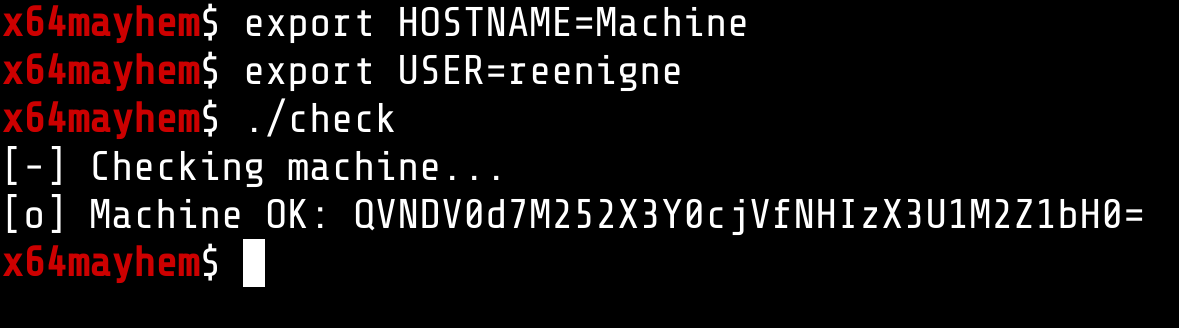 x64mayhem$ export HOSTNAME=Machine
x64mayhem$ export USER=reenigne
x64mayhem$ ./check
[-] Checking machine...
[o] Machine OK: QVNDV0d7M252X3Y0cjVfNHIzX3U1M2Z1bH0=
x64mayhem$